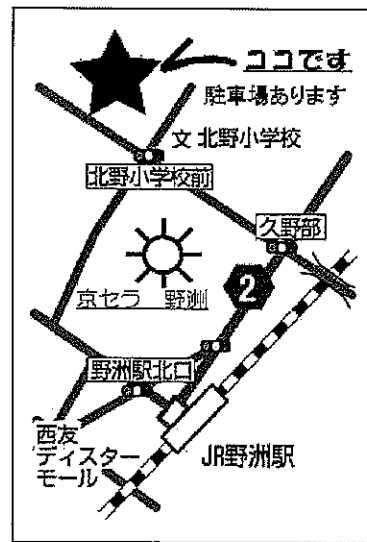 ココです
駐車場あります
文 北野小学校
北野小学校前
久野部
京セラ 野洲
2
野洲駅北口
西友
ディスター
モール
JR野洲駅